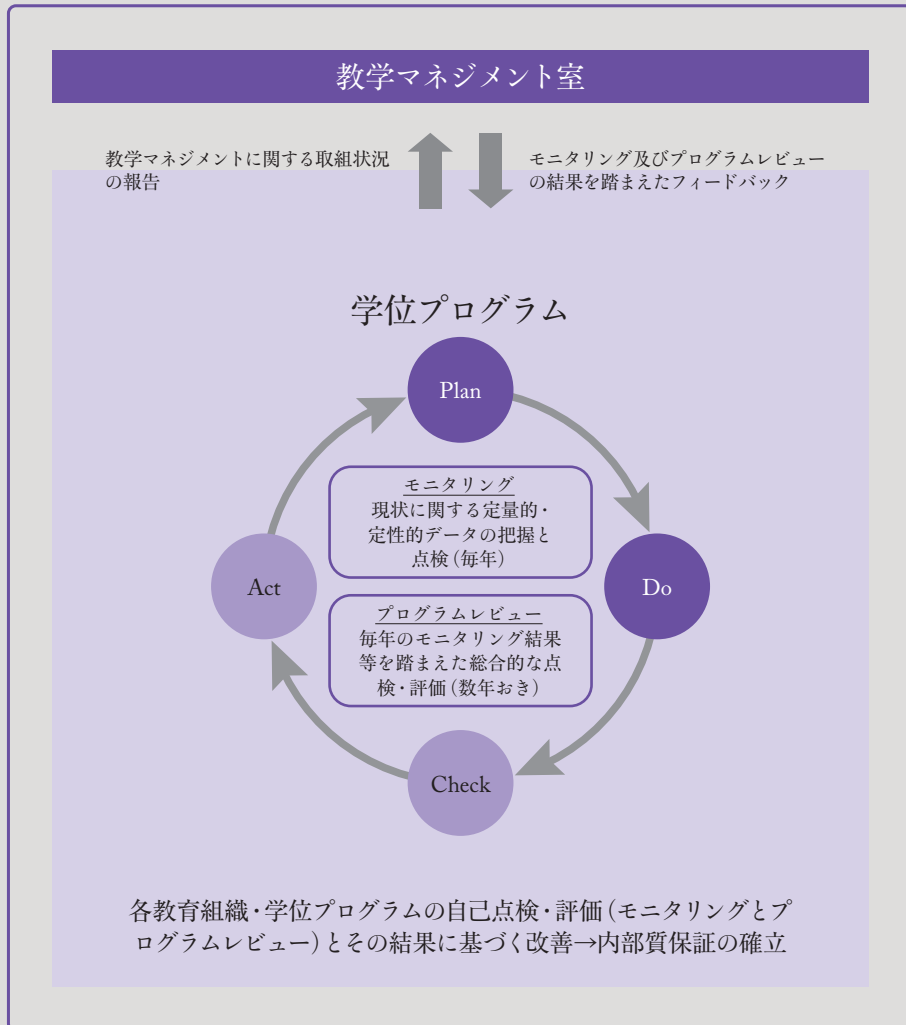 教学マネジメント室
教学マネジメントに関する取組状況
の報告
モニタリング及びプログラムレビュー
の結果を踏まえたフィードバック
学位プログラム
Plan
モニタリング
現状に関する定量的・
定性的データの把握と
点検（毎年）
Act
Do
プログラムレビュー
毎年のモニタリング結果
等を踏まえた総合的な点
検・評価（数年おき）
Check
各教育組織・学位プログラムの自己点検・評価（モニタリングとプ
ログラムレビュー）とその結果に基づく改善→内部質保証の確立